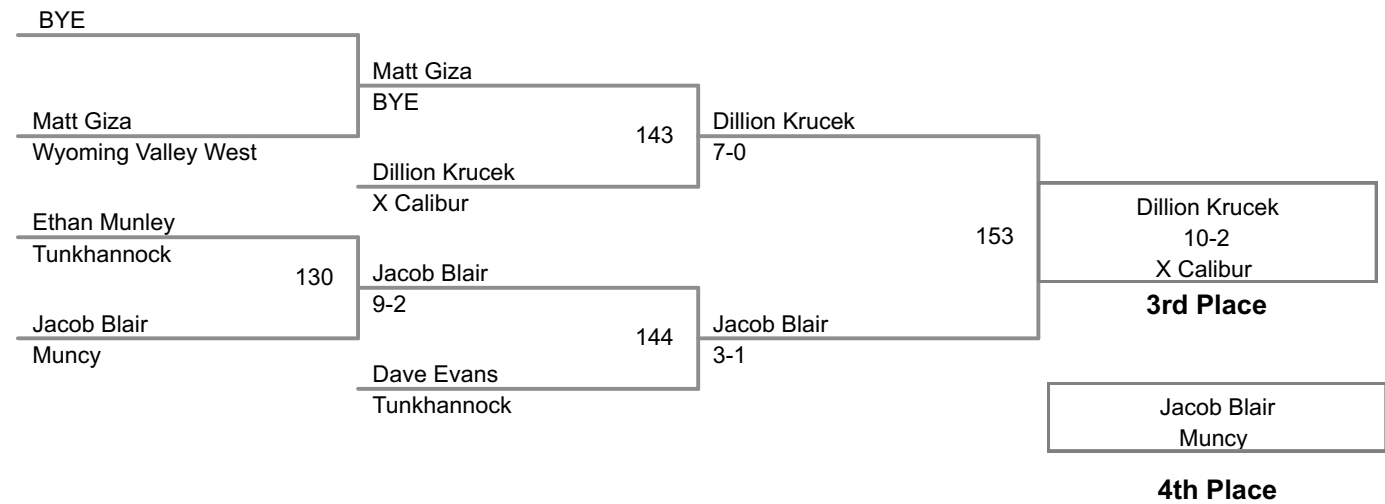 BYE
Matt Giza
BYE
Matt Giza
Wyoming Valley West
143
Dillion Krucek
7-0
Dillion Krucek
X Calibur
Ethan Munley
Tunkhannock
153
Dillion Krucek
10-2
X Calibur
3rd Place
130
Jacob Blair
9-2
Jacob Blair
Muncy
144
Jacob Blair
3-1
Dave Evans
Tunkhannock
Jacob Blair
Muncy
4th Place